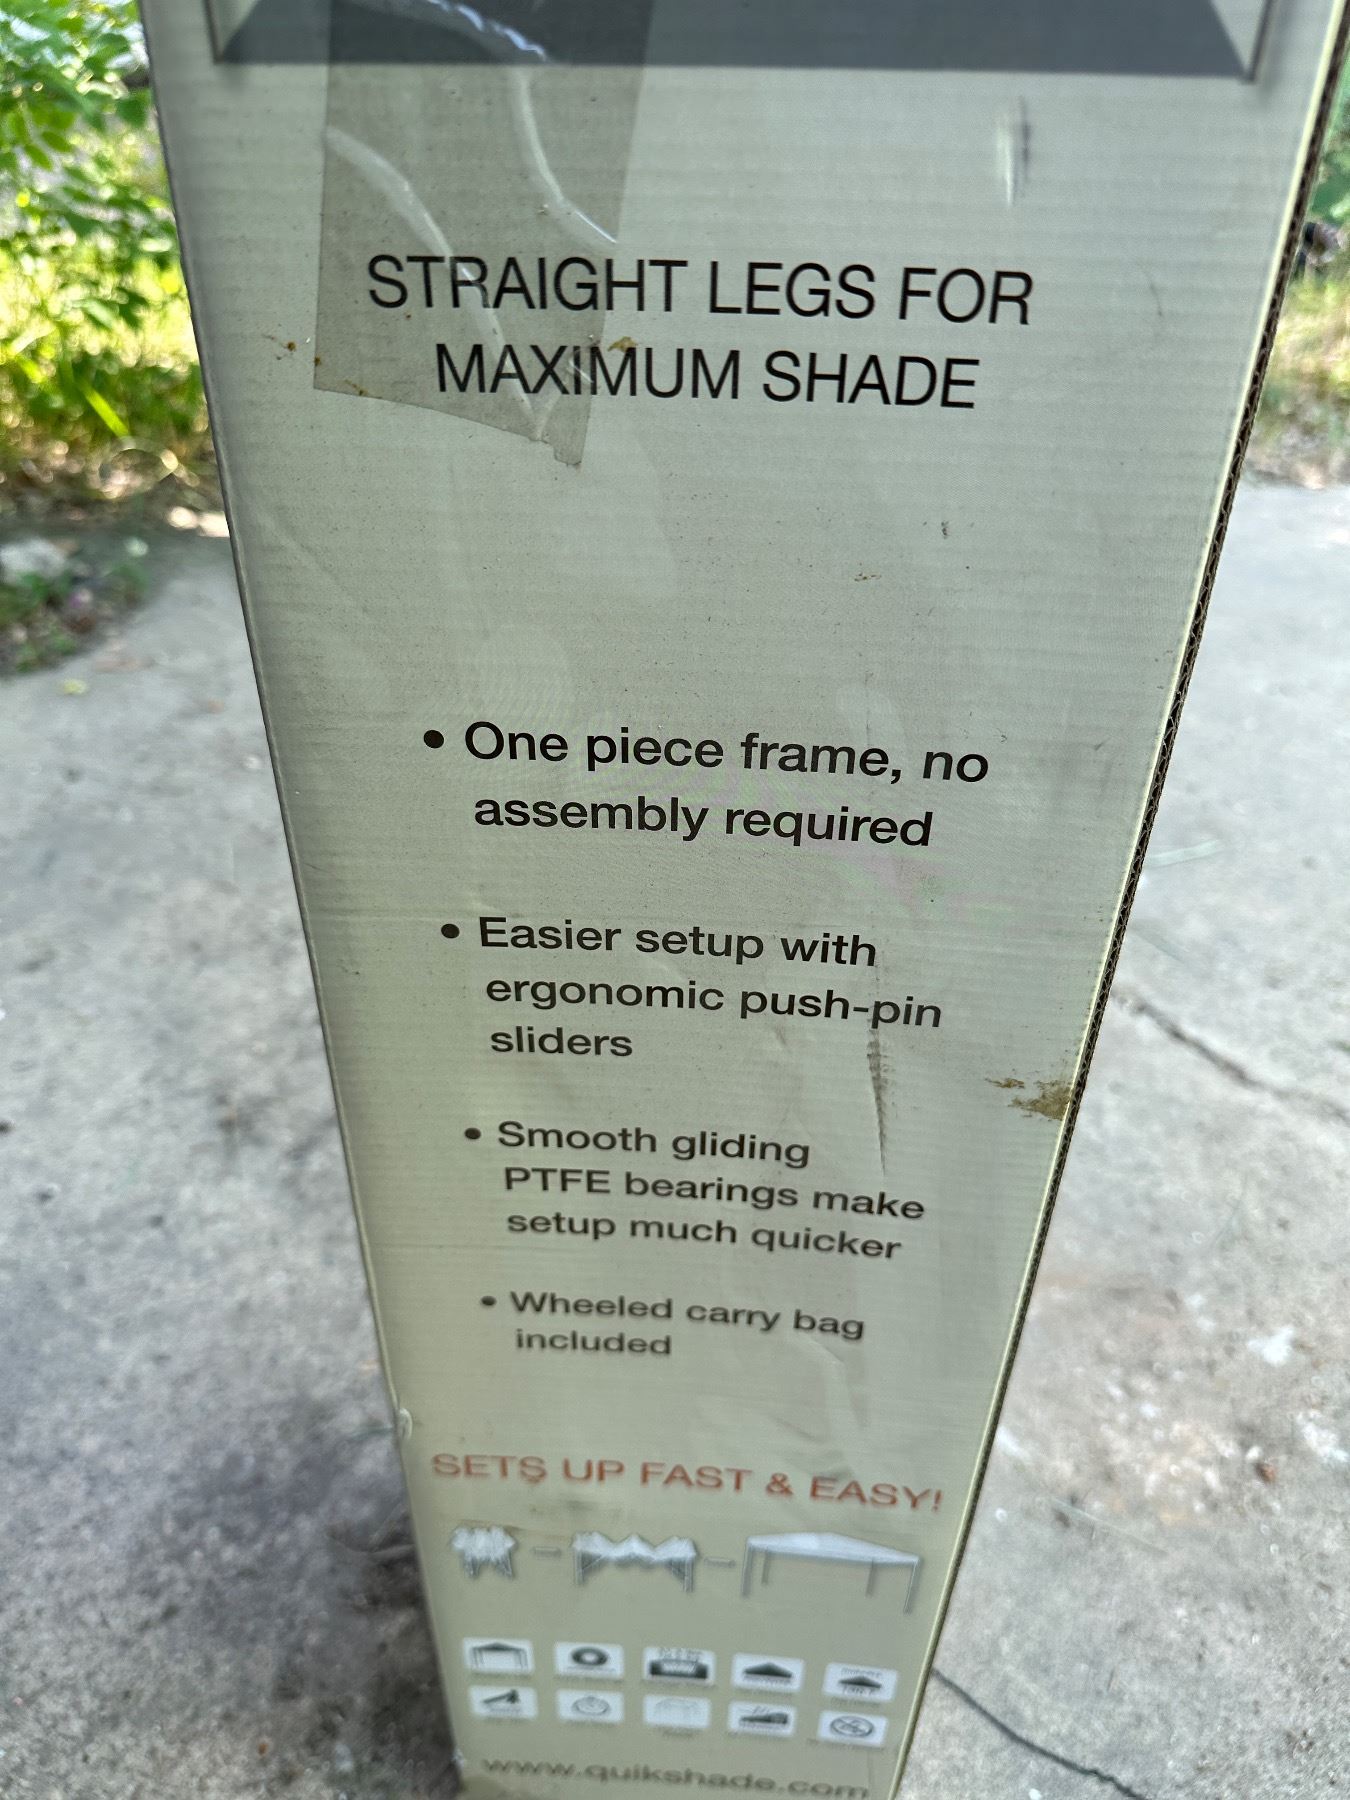 STRAIGHT LEGS FOR
MAXIMUM SHADE
• One piece frame, no
assembly required
• Easier setup with
ergonomic push-pin
sliders
• Smooth gliding
PTFE bearings make
setup much quicker
• Wheeled carry bag
included
SETS UP FAST & EASY!
www.quikshade.com